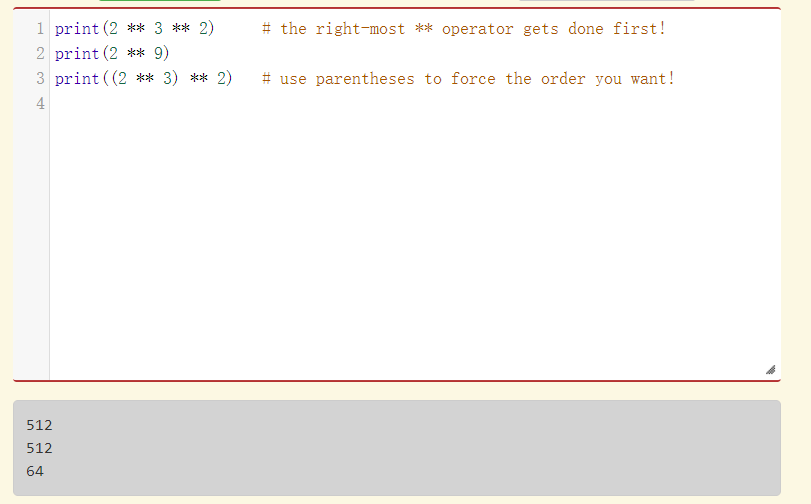 1 print(2 ** 3 ** 2)     # the right-most ** operator gets done first!
2 print(2 ** 9)
3 print((2 ** 3) ** 2)   # use parentheses to force the order you want!
4
512
512
64